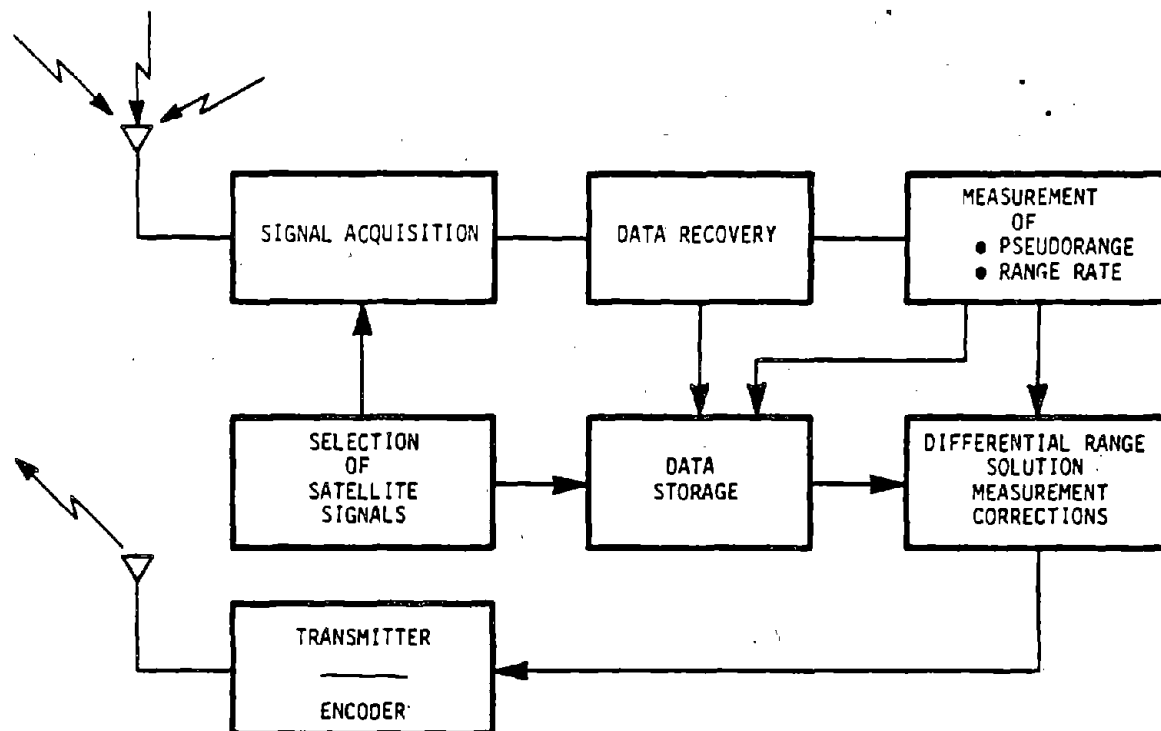 SIGNAL ACQUISITION
DATA RECOVERY
MEASUREMENT
OF
• PSEUDORANGE
• RANGE RATE
SELECTION
OF
SATELLITE
SIGNALS
DATA
STORAGE
DIFFERENTIAL RANGE
SOLUTION
MEASUREMENT
CORRECTIONS
TRANSMITTER
ENCODER